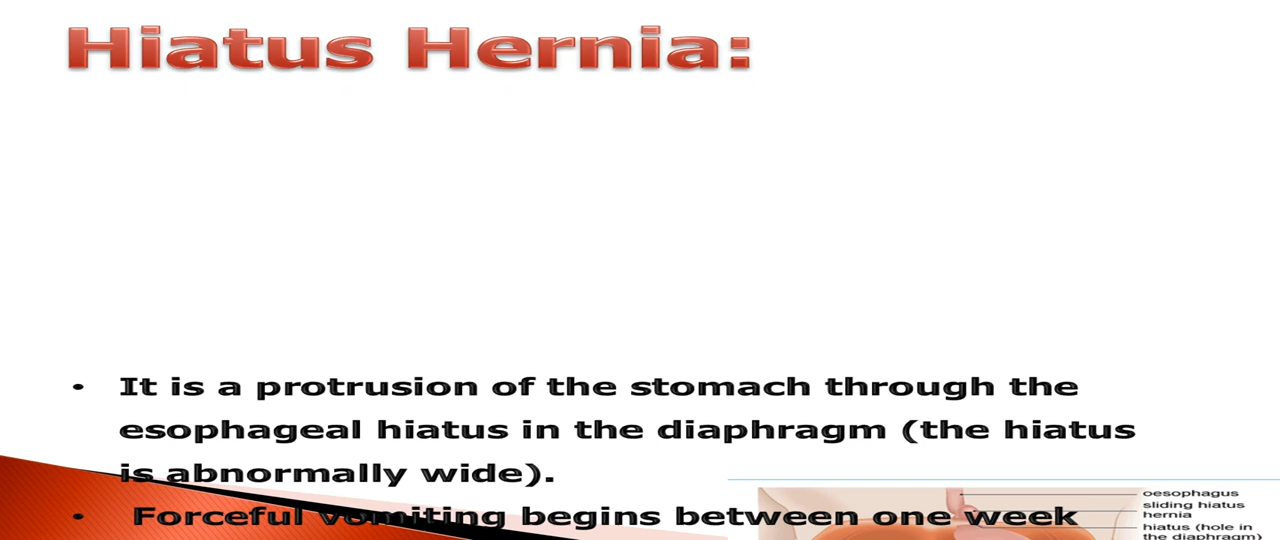 Hiatus Hernia:
• It is a protrusion of the stomach through the
esophageal hiatus in the diaphragm (the hiatus
is abnormally wide).
• Forceful vomiting begins between one week
oesophagus
sliding hiatus
hernia
hiatus (hole in
the diaphragm)